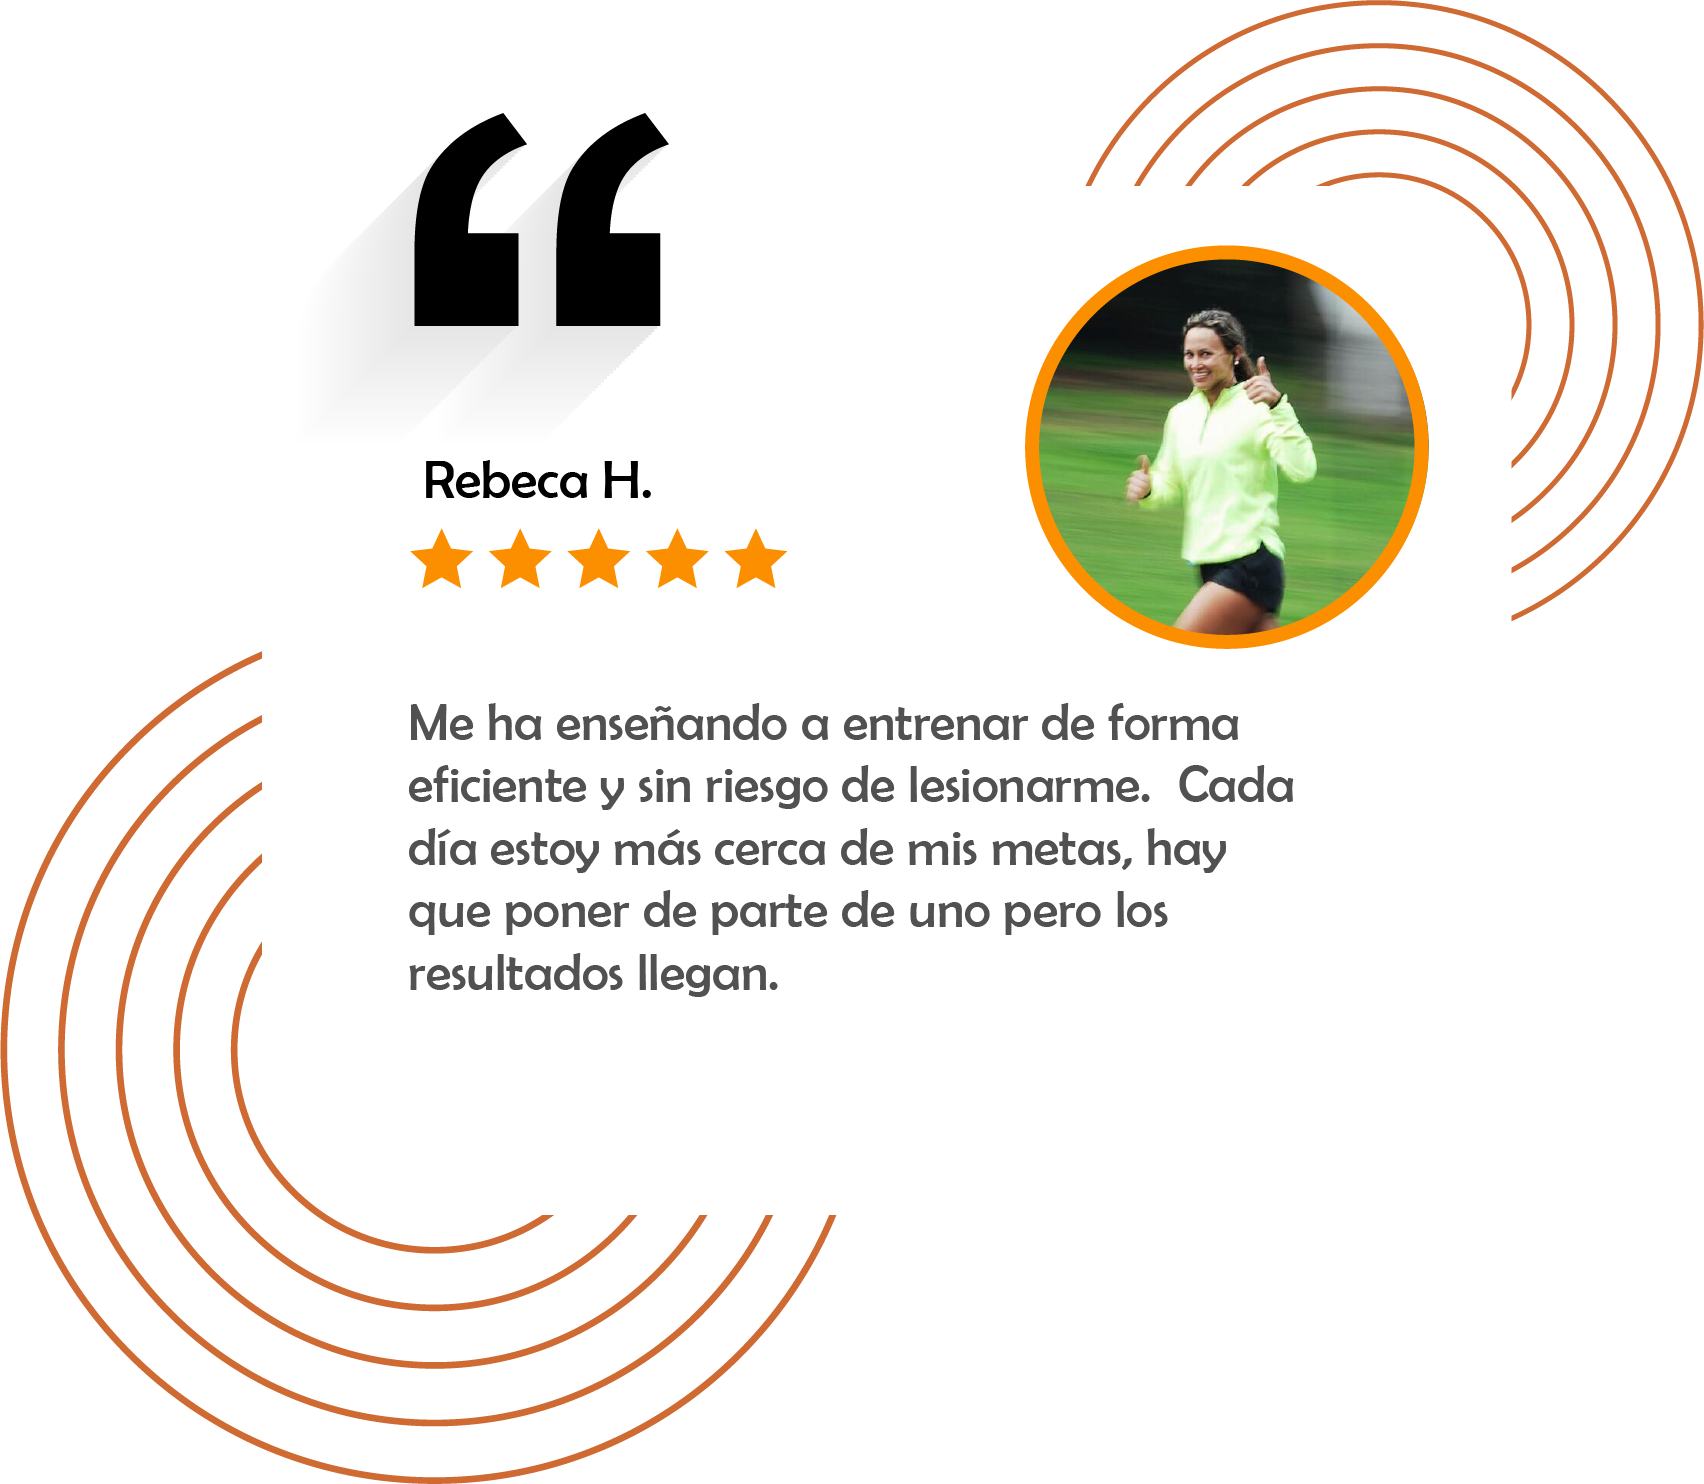 “
Rebeca H.
Me ha enseñando a entrenar de forma
eficiente y sin riesgo de lesionarme.  Cada
día estoy más cerca de mis metas, hay
que poner de parte de uno pero los
resultados llegan.